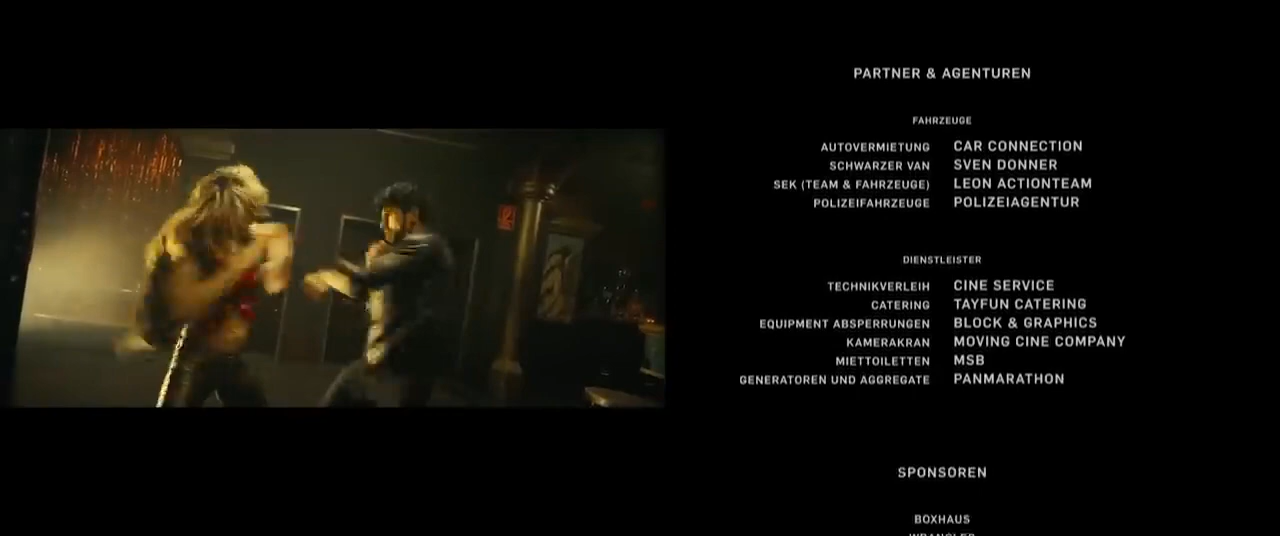 PARTNER & AGENTUREN
FAHRZEUGE
AUTOVERMIETUNG CAR CONNECTION
SCHWARZER VAN SVEN DONNER
SEK (TEAM & FAHRZEUGE) LEON ACTIONTEAM
POLIZEIFAHRZEUGE POLIZEIAGENTUR
DIENSTLEISTER
TECHNIKVERLEIH CINE SERVICE
CATERING TAYFUN CATERING
EQUIPMENT ABSPERRUNGEN BLOCK & GRAPHICS
KAMERAKRAN MOVING CINE COMPANY
MIETTOILETTEN MSB
GENERATOREN UND AGGREGATE PANMARATHON
SPONSOREN
BOXHAUS
WRANGLER